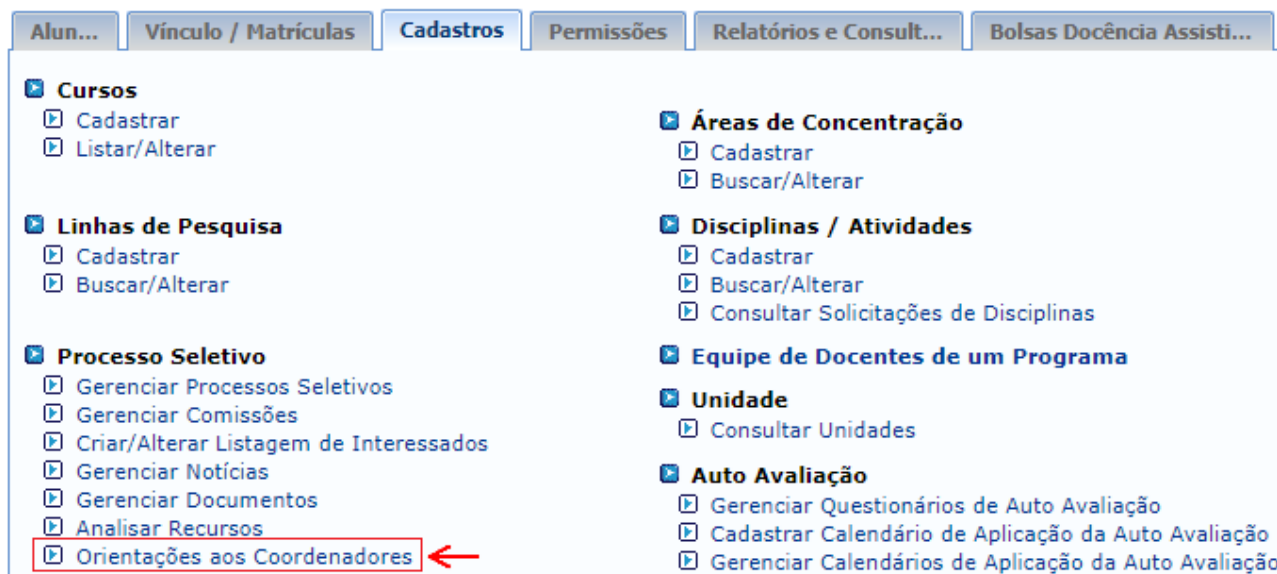 Alun...
Vínculo / Matrículas
Cadastros
Permissões
Relatórios e Consult...
Bolsas Docência Assisti...
Cursos
Cadastrar
Listar/Alterar
Linhas de Pesquisa
Cadastrar
Buscar/Alterar
Processo Seletivo
Gerenciar Processos Seletivos
Gerenciar Comissões
Criar/Alterar Listagem de Interessados
Gerenciar Notícias
Gerenciar Documentos
Analisar Recursos
Orientações aos Coordenadores
Áreas de Concentração
Cadastrar
Buscar/Alterar
Disciplinas / Atividades
Cadastrar
Buscar/Alterar
Consultar Solicitações de Disciplinas
Equipe de Docentes de um Programa
Unidade
Consultar Unidades
Auto Avaliação
Gerenciar Questionários de Auto Avaliação
Cadastrar Calendário de Aplicação da Auto Avaliação
Gerenciar Calendários de Aplicação da Auto Avaliação